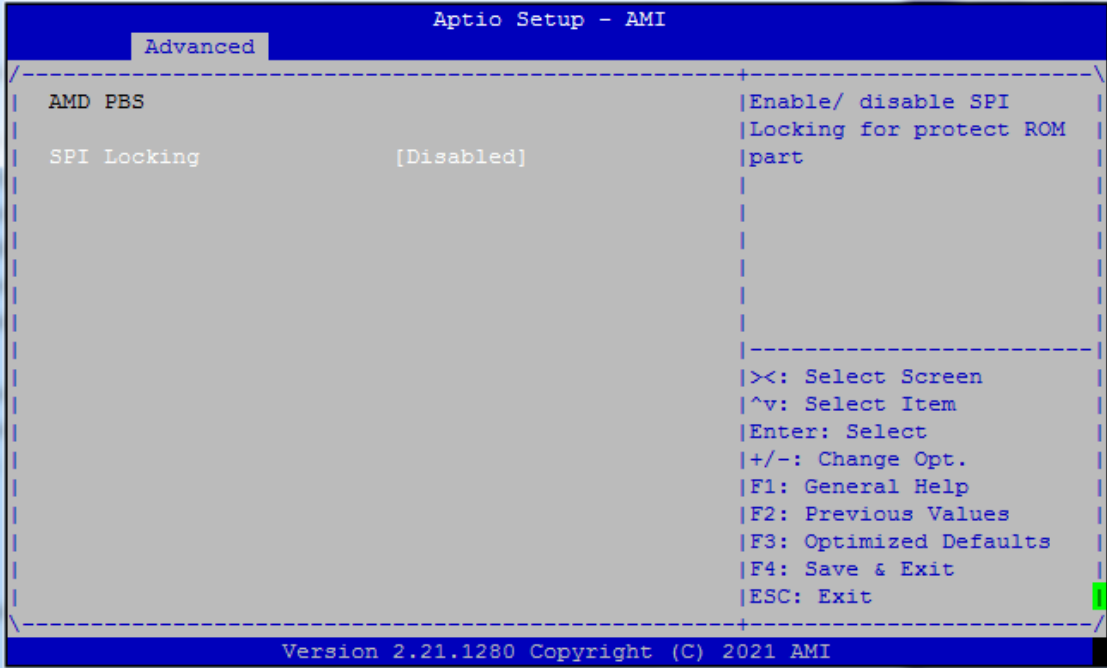 Aptio Setup - AMI
Advanced
AMD PBS
SPI Locking [Disabled]
Enable/ disable SPI
Locking for protect ROM
part
><: Select Screen
^v: Select Item
Enter: Select
+/-: Change Opt.
F1: General Help
F2: Previous Values
F3: Optimized Defaults
F4: Save & Exit
ESC: Exit
Version 2.21.1280 Copyright (C) 2021 AMI